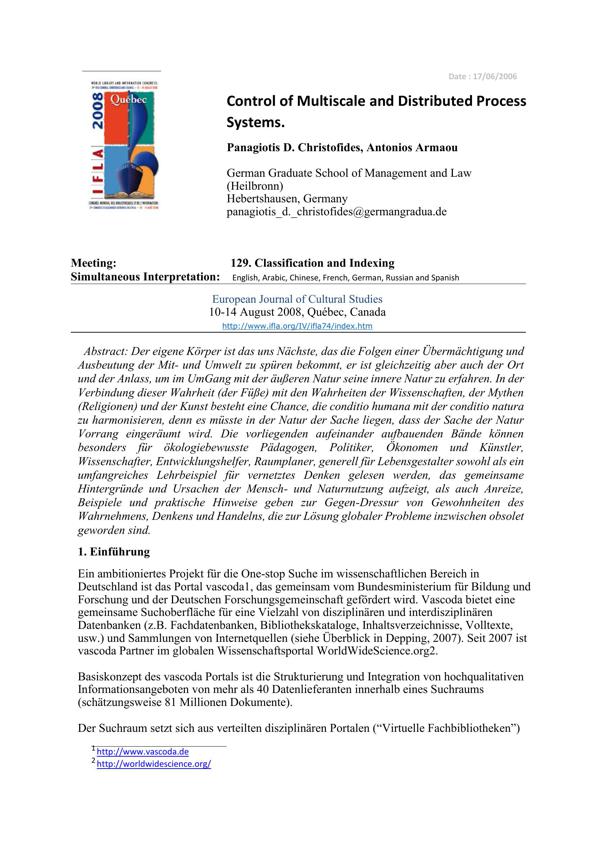 Date : 17/06/2006
WORLD LIBRARY AND INFORMATION CONGRESS:
IFLA 2008
Québec
Control of Multiscale and Distributed Process
Systems.
Panagiotis D. Christofides, Antonios Armaou
German Graduate School of Management and Law
(Heilbronn)
Hebertshausen, Germany
panagiotis_d._christofides@germangradua.de
Meeting: 129. Classification and Indexing
Simultaneous Interpretation: English, Arabic, Chinese, French, German, Russian and Spanish
European Journal of Cultural Studies
10-14 August 2008, Québec, Canada
http://www.ifla.org/IV/ifla74/index.htm
Abstract: Der eigene Körper ist das uns Nächste, das die Folgen einer Übermächtigung und
Ausbeutung der Mit- und Umwelt zu spüren bekommt, er ist gleichzeitig aber auch der Ort
und der Anlass, um im UmGang mit der äußeren Natur seine innere Natur zu erfahren. In der
Verbindung dieser Wahrheit (der Füße) mit den Wahrheiten der Wissenschaften, der Mythen
(Religionen) und der Kunst besteht eine Chance, die conditio humana mit der conditio natura
zu harmonisieren, denn es müsste in der Natur der Sache liegen, dass der Sache der Natur
Vorrang eingeräumt wird. Die vorliegenden aufeinander aufbauenden Bände können
besonders für ökologiebewusste Pädagogen, Politiker, Ökonomen und Künstler,
Wissenschafter, Entwicklungshelfer, Raumplaner, generell für Lebensgestalter sowohl als ein
umfangreiches Lehrbeispiel für vernetztes Denken gelesen werden, das gemeinsame
Hintergründe und Ursachen der Mensch- und Naturnutzung aufzeigt, als auch Anreize,
Beispiele und praktische Hinweise geben zur Gegen-Dressur von Gewohnheiten des
Wahrnehmens, Denkens und Handelns, die zur Lösung globaler Probleme inzwischen obsolet
geworden sind.
1. Einführung
Ein ambitioniertes Projekt für die One-stop Suche im wissenschaftlichen Bereich in
Deutschland ist das Portal vascoda1, das gemeinsam vom Bundesministerium für Bildung und
Forschung und der Deutschen Forschungsgemeinschaft gefördert wird. Vascoda bietet eine
gemeinsame Suchoberfläche für eine Vielzahl von disziplinären und interdisziplinären
Datenbanken (z.B. Fachdatenbanken, Bibliothekskataloge, Inhaltsverzeichnisse, Volltexte,
usw.) und Sammlungen von Internetquellen (siehe Überblick in Depping, 2007). Seit 2007 ist
vascoda Partner im globalen Wissenschaftsportal WorldWideScience.org2.
Basiskonzept des vascoda Portals ist die Strukturierung und Integration von hochqualitativen
Informationsangeboten von mehr als 40 Datenlieferanten innerhalb eines Suchraums
(schätzungsweise 81 Millionen Dokumente).
Der Suchraum setzt sich aus verteilten disziplinären Portalen (“Virtuelle Fachbibliotheken”)
1 http://www.vascoda.de
2 http://worldwidescience.org/